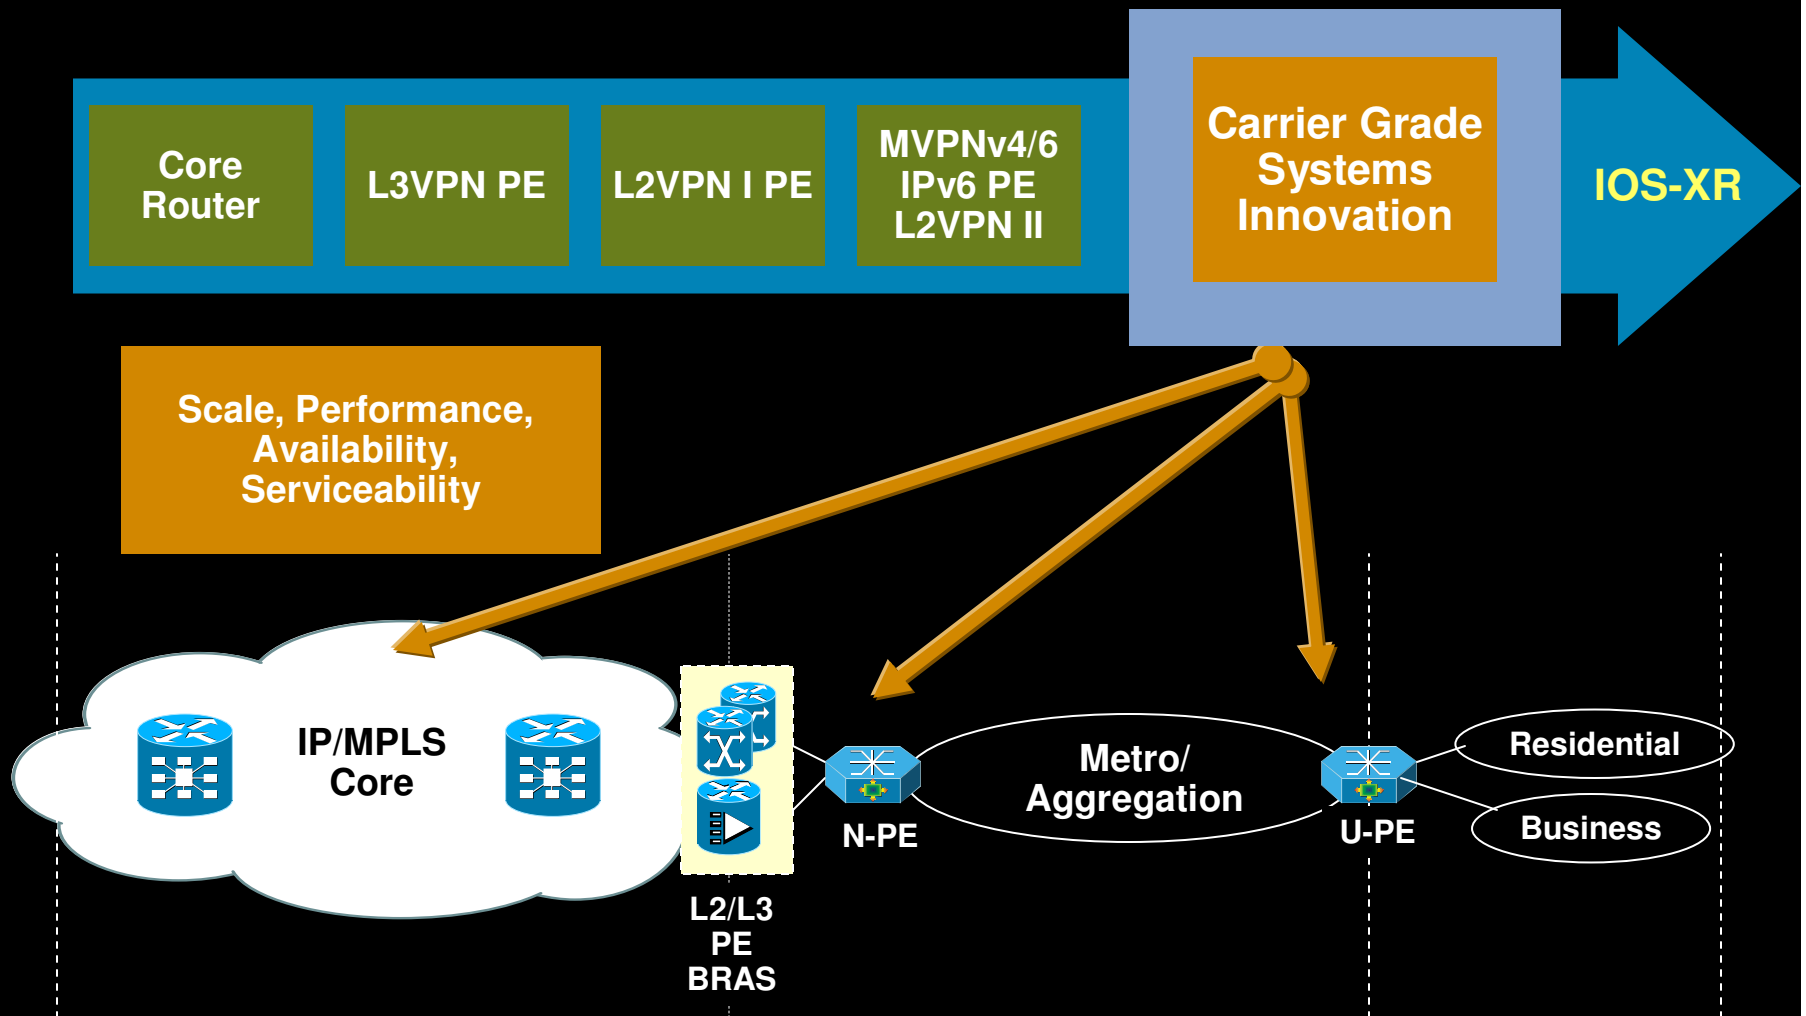 Core
Router
L3VPN PE
L2VPN I PE
MVPNv4/6
IPv6 PE
L2VPN II
Carrier Grade
Systems
Innovation
IOS-XR
Scale, Performance,
Availability,
Serviceability
IP/MPLS
Core
L2/L3
PE
BRAS
N-PE
Metro/
Aggregation
U-PE
Residential
Business